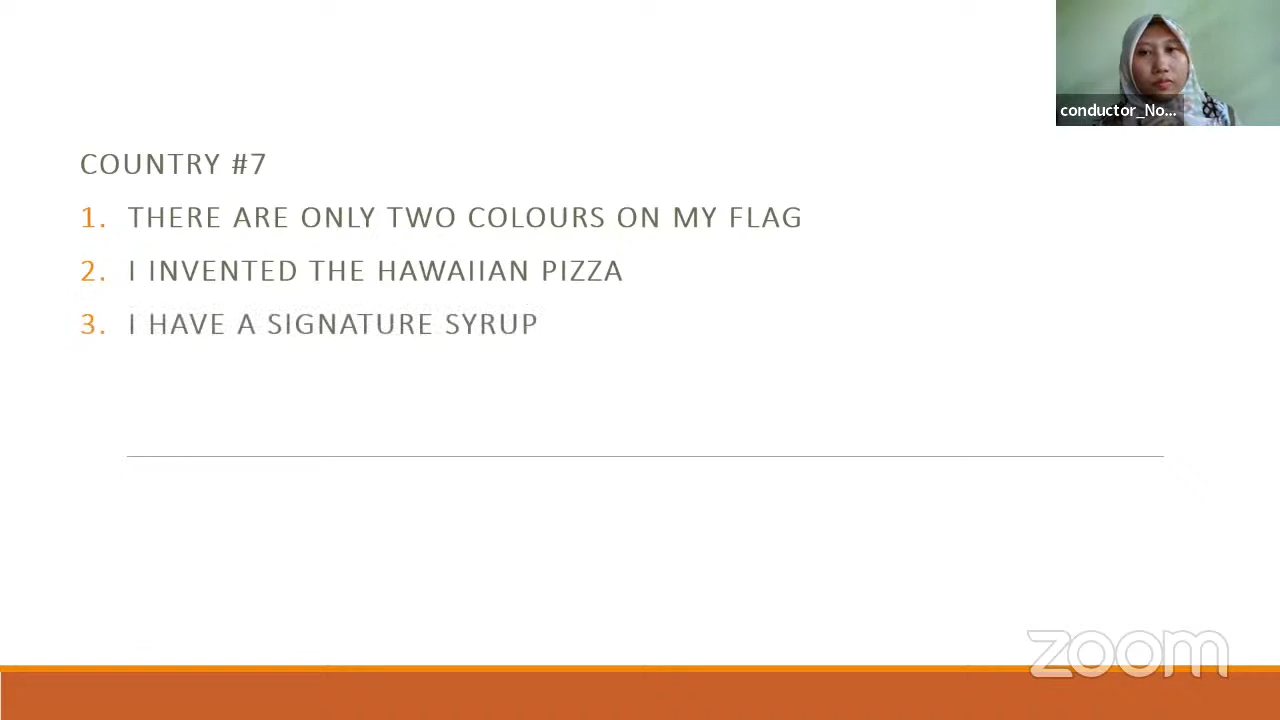 conductor_No...
COUNTRY #7
1. THERE ARE ONLY TWO COLOURS ON MY FLAG
2. I INVENTED THE HAWAIIAN PIZZA
3. I HAVE A SIGNATURE SYRUP
zoom